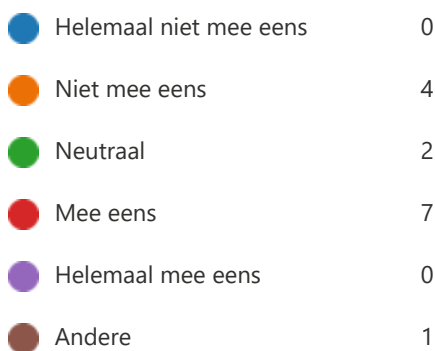 Helemaal niet mee eens 0
Niet mee eens 4
Neutraal 2
Mee eens 7
Helemaal mee eens 0
Andere 1